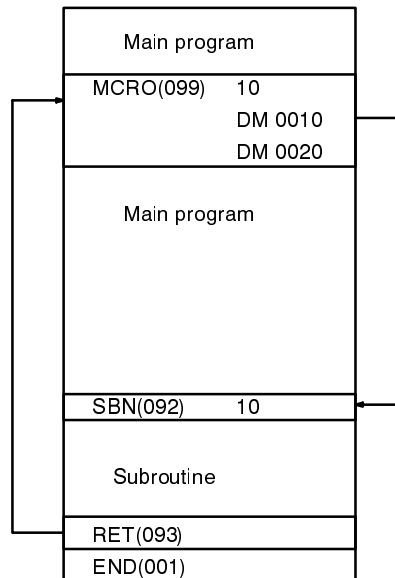 Main program
MCRO(099) 10
DM 0010
DM 0020
Main program
SBN(092) 10
Subroutine
RET(093)
END(001)